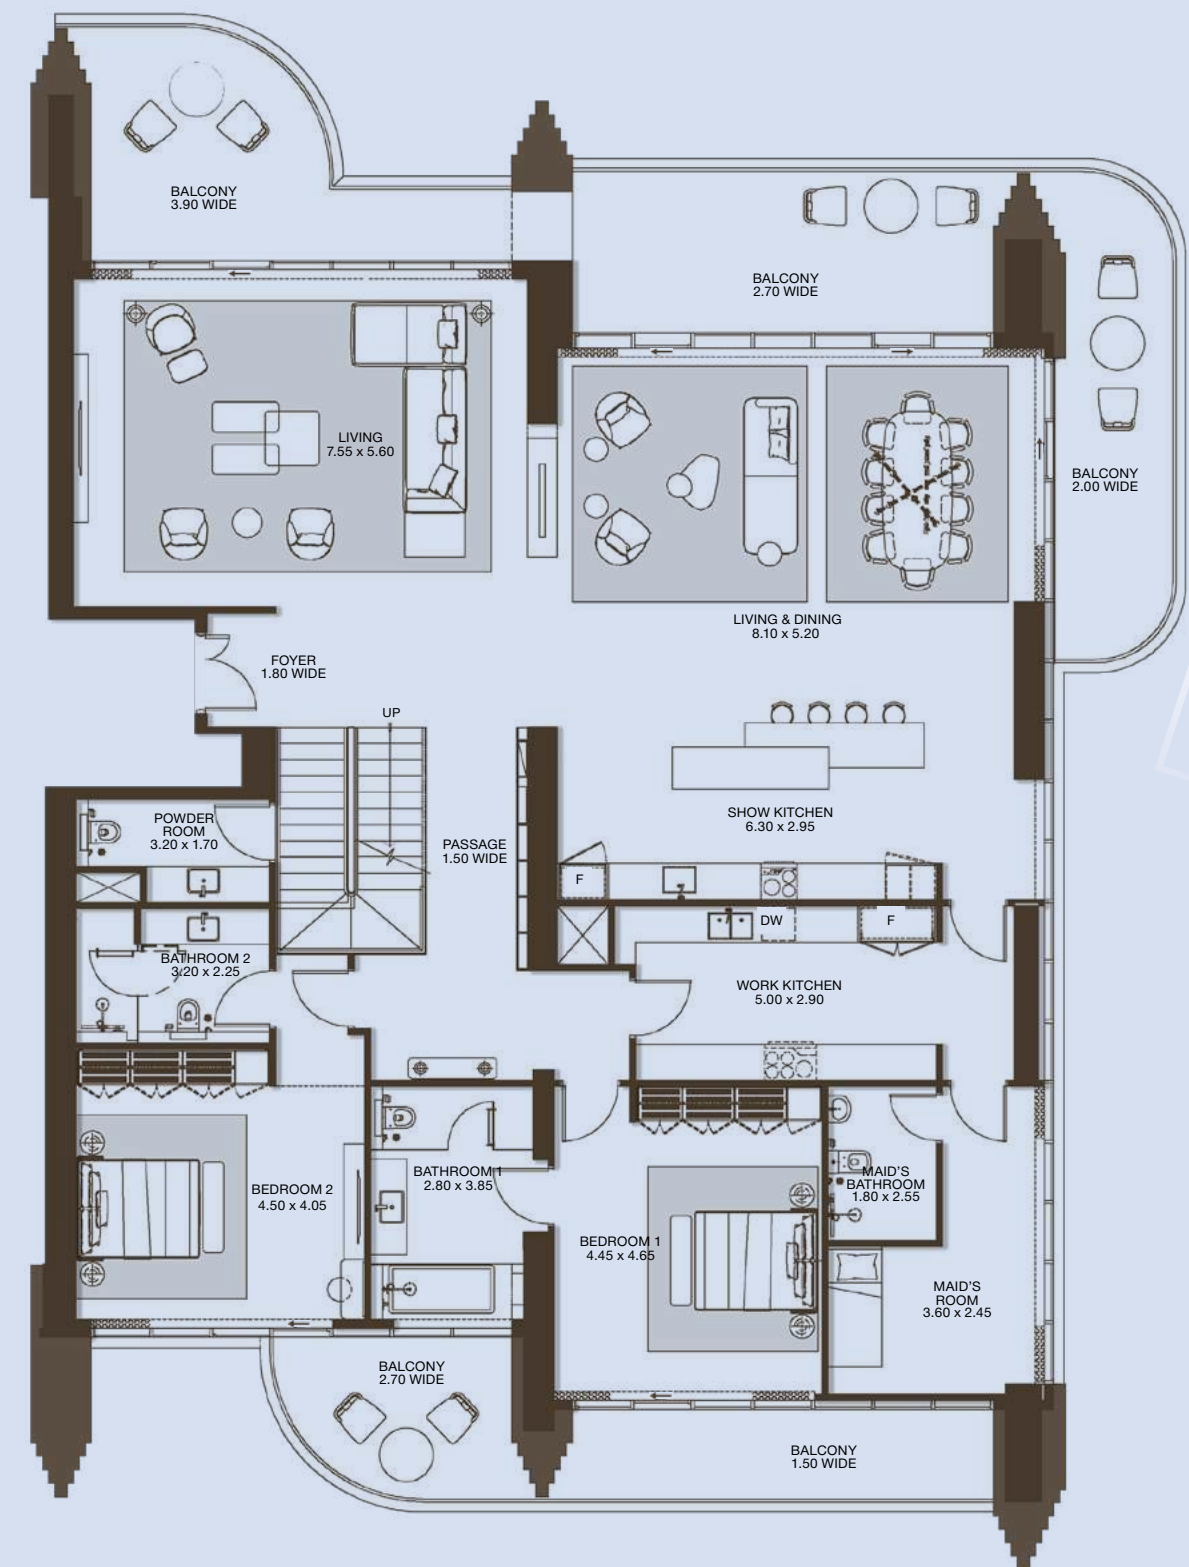 BALCONY
3.90 WIDE
BALCONY
2.70 WIDE
LIVING
7.55 x 5.60
BALCONY
2.00 WIDE
LIVING & DINING
8.10 x 5.20
FOYER
1.80 WIDE
UP
SHOW KITCHEN
6.30 x 2.95
POWDER
ROOM
3.20 x 1.70
PASSAGE
1.50 WIDE
F
DW
F
BATHROOM 2
3.20 x 2.25
WORK KITCHEN
5.00 x 2.90
BATHROOM 1
2.80 x 3.85
MAID'S
BATHROOM
1.80 x 2.55
BEDROOM 2
4.50 x 4.05
BEDROOM 1
4.45 x 4.65
MAID'S
ROOM
3.60 x 2.45
BALCONY
2.70 WIDE
BALCONY
1.50 WIDE